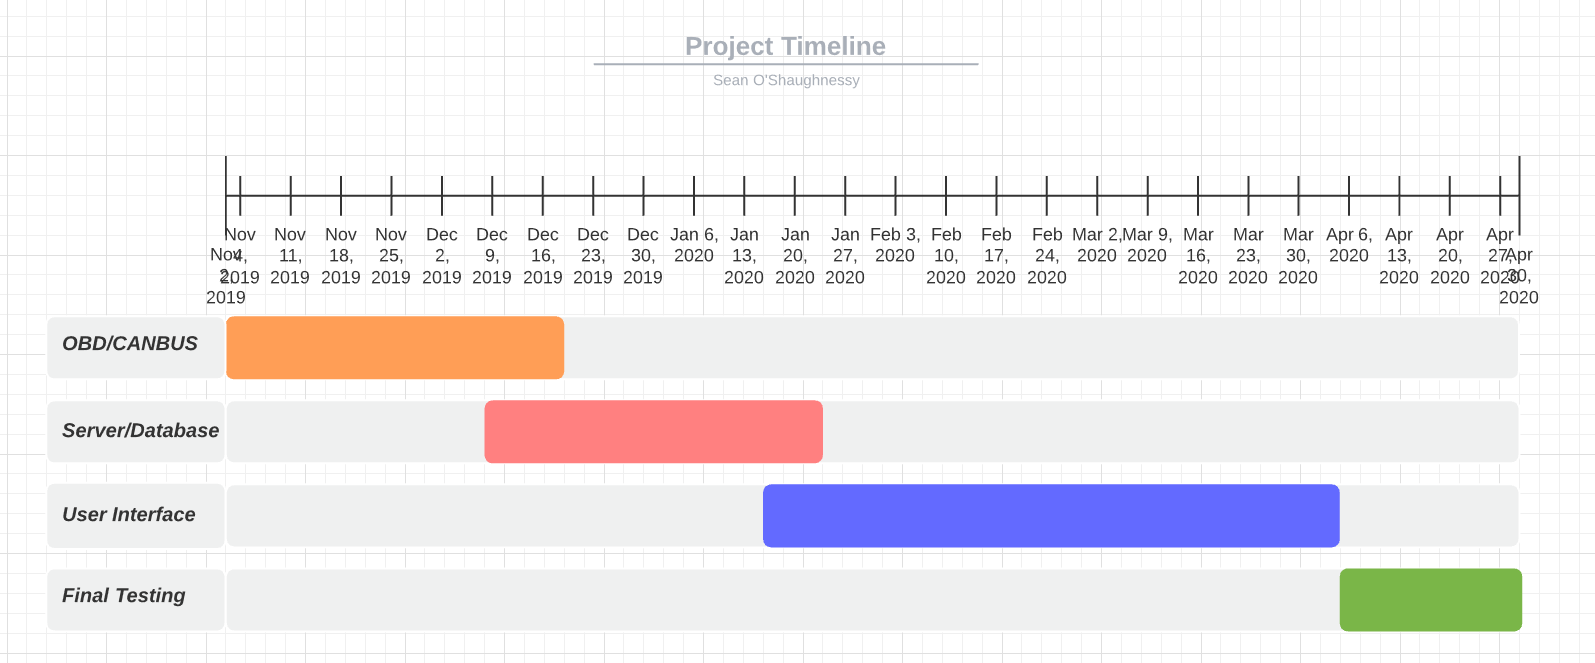 Project Timeline
Sean O'Shaughnessy
Nov 2, 2019
Nov 4, 2019
Nov 11, 2019
Nov 18, 2019
Nov 25, 2019
Dec 2, 2019
Dec 9, 2019
Dec 16, 2019
Dec 23, 2019
Dec 30, 2019
Jan 6, 2020
Jan 13, 2020
Jan 20, 2020
Jan 27, 2020
Feb 3, 2020
Feb 10, 2020
Feb 17, 2020
Feb 24, 2020
Mar 2, 2020
Mar 9, 2020
Mar 16, 2020
Mar 23, 2020
Mar 30, 2020
Apr 6, 2020
Apr 13, 2020
Apr 20, 2020
Apr 27, 2020
Apr 30, 2020
OBD/CANBUS
Server/Database
User Interface
Final Testing